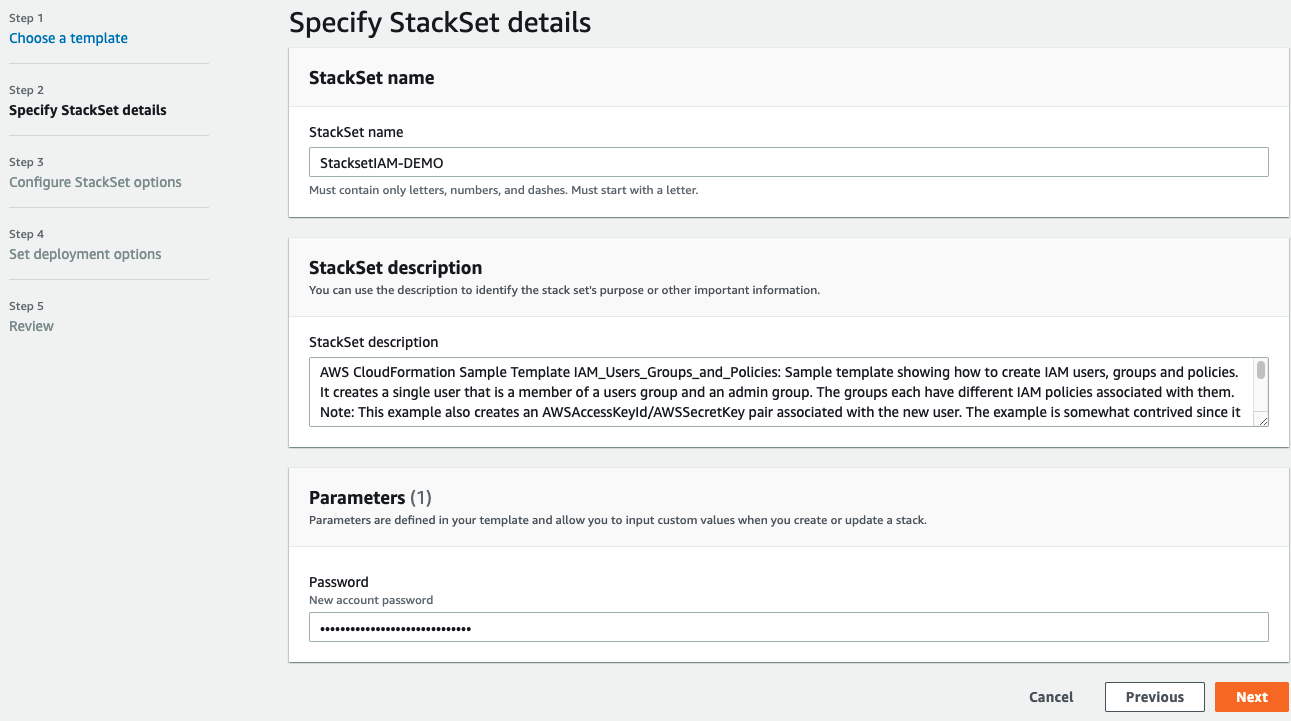 Step 1
Choose a template
Step 2
Specify StackSet details
Step 3
Configure StackSet options
Step 4
Set deployment options
Step 5
Review
Specify StackSet details
StackSet name
StackSet name
StacksetIAM-DEMO
Must contain only letters, numbers, and dashes. Must start with a letter.
StackSet description
You can use the description to identify the stack set's purpose or other important information.
StackSet description
AWS CloudFormation Sample Template IAM_Users_Groups_and_Policies: Sample template showing how to create IAM users, groups and policies.
It creates a single user that is a member of a users group and an admin group. The groups each have different IAM policies associated with them.
Note: This example also creates an AWSAccessKeyId/AWSSecretKey pair associated with the new user. The example is somewhat contrived since it
Parameters (1)
Parameters are defined in your template and allow you to input custom values when you create or update a stack.
Password
New account password
••••••••••••••••••••••••••••••
Cancel
Previous
Next